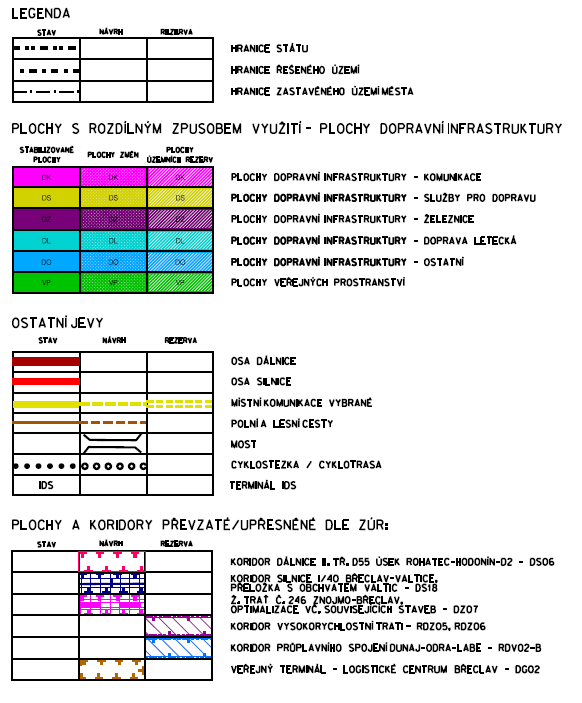 LEGENDA
STAV NÁVRH REZERVA
HRANICE STÁTU
HRANICE ŘEŠENÉHO ÚZEMÍ
HRANICE ZASTAVĚNÉHO ÚZEMÍ MĚSTA
PLOCHY S ROZDÍLNÝM ZPUSOBEM VYUŽITÍ - PLOCHY DOPRAVNÍ INFRASTRUKTURY
STABILIZOVANÉ PLOCHY PLOCHY ZMĚN PLOCHY ÚZEMNÍCH REZERV
DK DK DK PLOCHY DOPRAVNÍ INFRASTRUKTURY - KOMUNIKACE
DS DS DS PLOCHY DOPRAVNÍ INFRASTRUKTURY - SLUŽBY PRO DOPRAVU
DZ DZ DZ PLOCHY DOPRAVNÍ INFRASTRUKTURY - ŽELEZNICE
DL DL DL PLOCHY DOPRAVNÍ INFRASTRUKTURY - DOPRAVA LETECKÁ
DO DO DO PLOCHY DOPRAVNÍ INFRASTRUKTURY - OSTATNÍ
VP VP VP PLOCHY VEŘEJNÝCH PROSTRANSTVÍ
OSTATNÍ JEVY
STAV NÁVRH REZERVA
OSA DÁLNICE
OSA SILNICE
MÍSTNÍ KOMUNIKACE VYBRANÉ
POLNÍ A LESNÍ CESTY
MOST
CYKLOSTEZKA / CYKLOTRASA
IDS TERMINÁL IDS
PLOCHY A KORIDORY PŘEVZATÉ/UPŘESNĚNÉ DLE ZÚR:
STAV NÁVRH REZERVA
KORIDOR DÁLNICE II. TŘ. D55 ÚSEK ROHATEC-HODONÍN-D2 - DS06
KORIDOR SILNICE I/40 BŘECLAV-VALTICE,
PŘELOŽKA S OBCHVATEM VALTIC - DS18
Ž. TRAŤ Č. 246 ZNOJMO-BŘECLAV,
OPTIMALIZACE VČ. SOUVISEJÍCÍCH STAVEB - DZ07
KORIDOR VYSOKORYCHLOSTNÍ TRATI - RDZ05, RDZ06
KORIDOR PRŮPLAVNÍHO SPOJENÍ DUNAJ-ODRA-LABE - RDV02-B
VEŘEJNÝ TERMINÁL - LOGISTICKÉ CENTRUM BŘECLAV - DG02